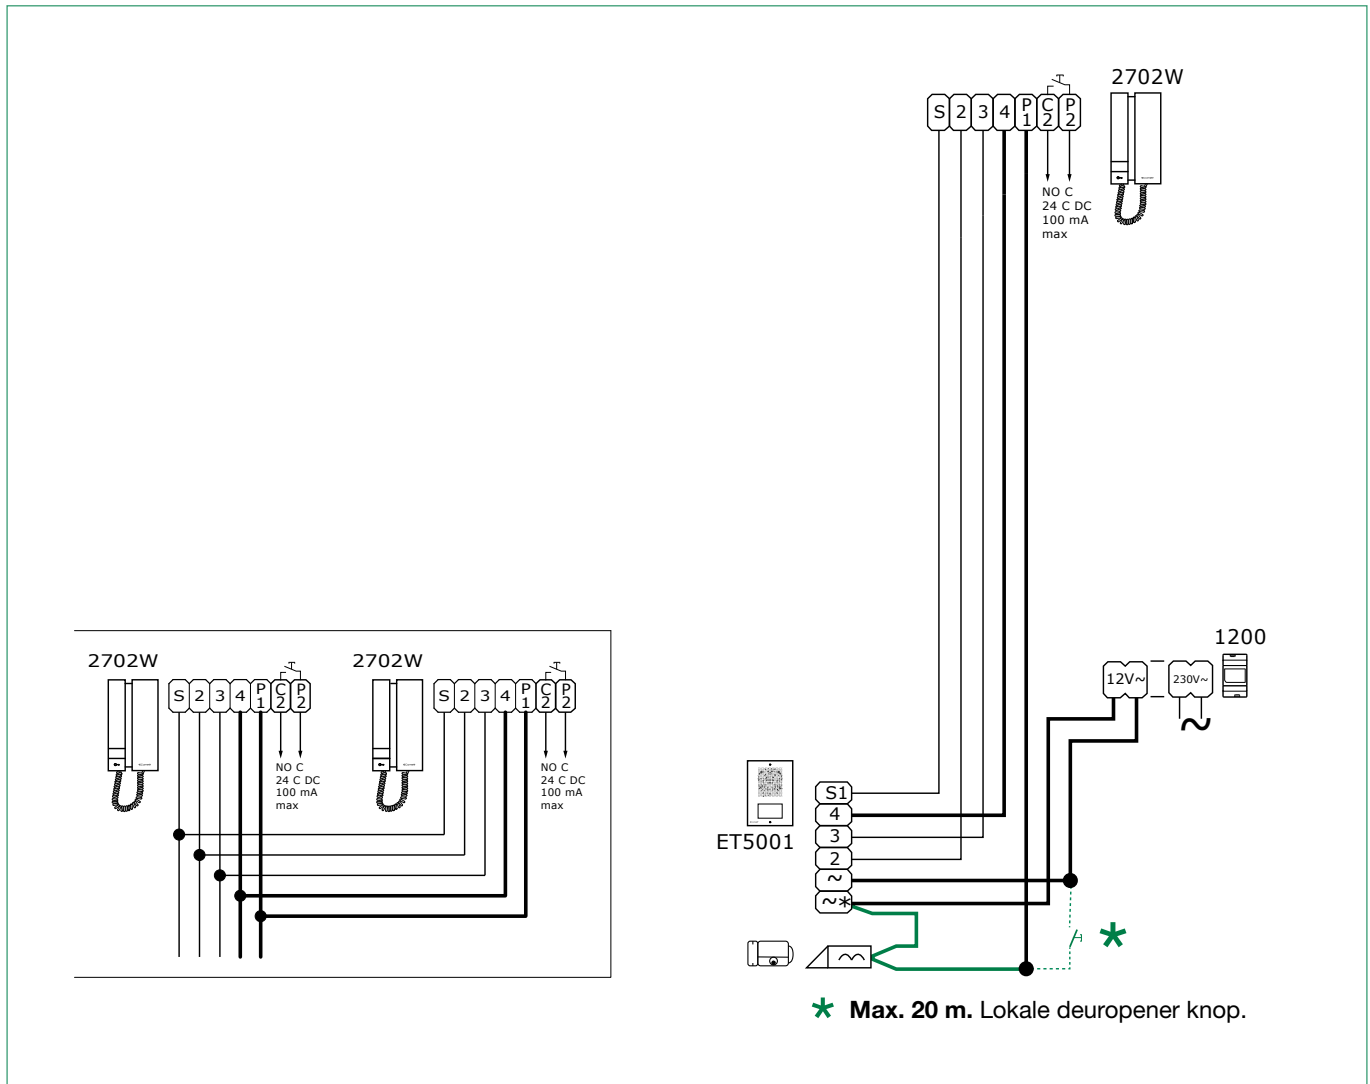 2702W
S 2 3 4 P1 C2 P2
NO C
24 C DC
100 mA
max
2702W
2702W
S 2 3 4 P1 C2 P2
S 2 3 4 P1 C2 P2
NO C
24 C DC
100 mA
max
NO C
24 C DC
100 mA
max
1200
12V~
230V~
~
ET5001
S1
4
3
2
~
~*
*
* Max. 20 m. Lokale deuropener knop.